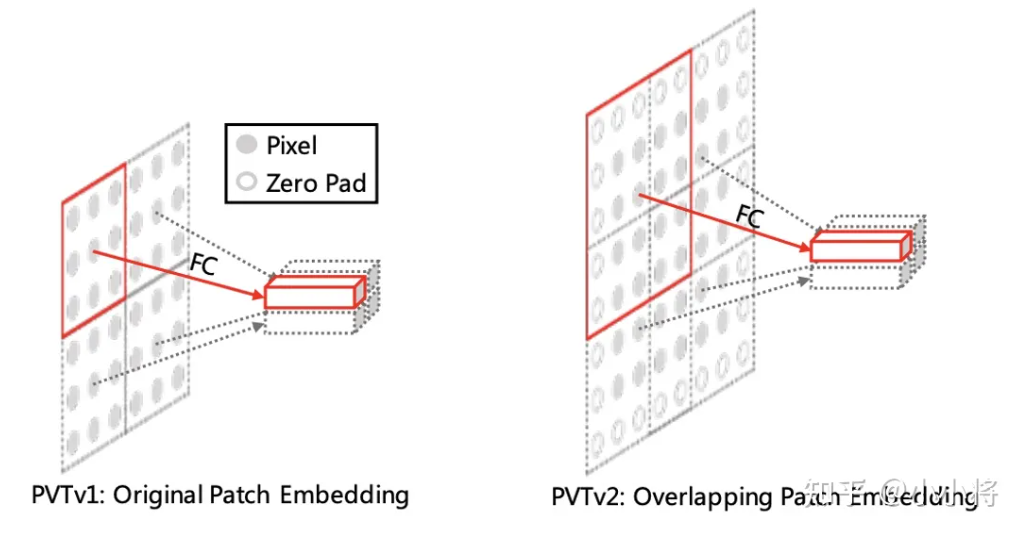 Pixel
Zero Pad
FC
FC
PVTv1: Original Patch Embedding
PVTv2: Overlapping Patch Embedding
知乎 @小小将